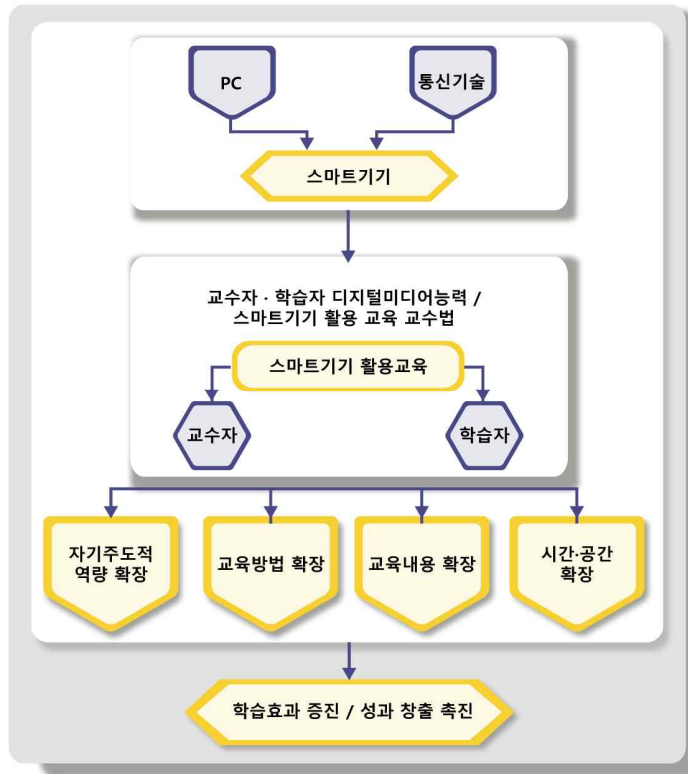 PC
통신기술
스마트기기
교수자 · 학습자 디지털미디어능력 /
스마트기기 활용 교육 교수법
스마트기기 활용교육
교수자
학습자
자기주도적
역량 확장
교육방법 확장
교육내용 확장
시간·공간
확장
학습효과 증진 / 성과 창출 촉진